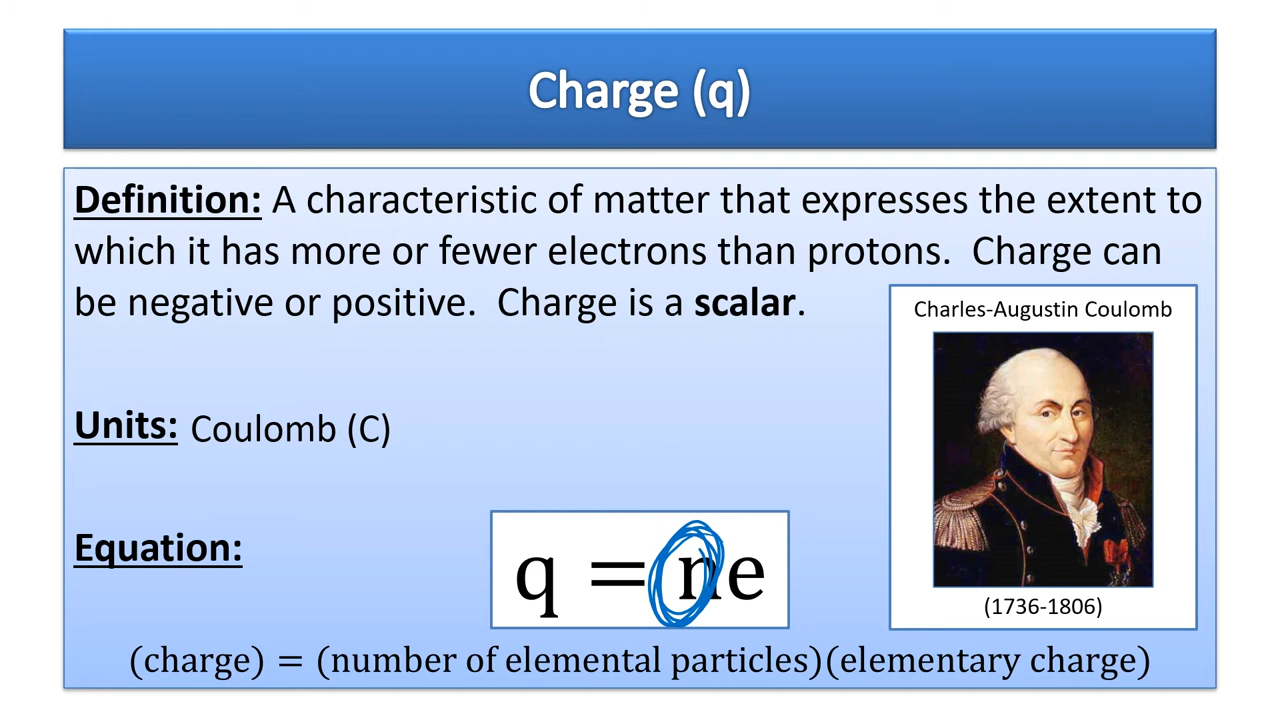 Charge (q)
Definition: A characteristic of matter that expresses the extent to
which it has more or fewer electrons than protons. Charge can
be negative or positive. Charge is a scalar.
Charles-Augustin Coulomb
(1736-1806)
Units: Coulomb (C)
Equation:
q = ne
(charge) = (number of elemental particles)(elementary charge)